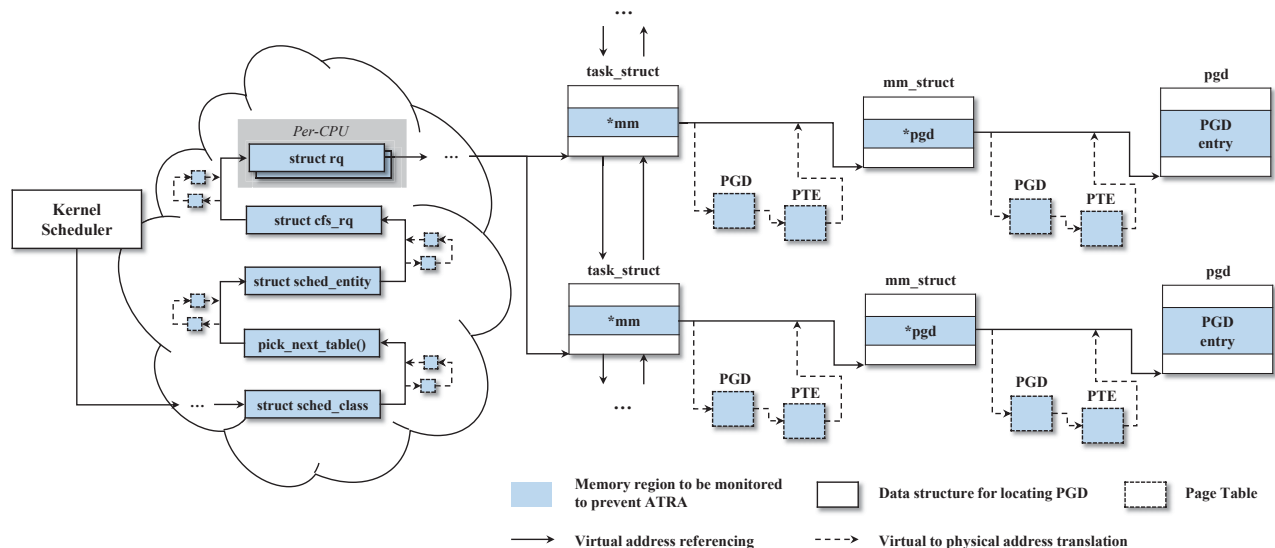 ...
task_struct
*mm
mm_struct
*pgd
pgd
PGD
entry
Per-CPU
struct rq
...
PGD
PTE
PGD
PTE
Kernel
Scheduler
struct cfs_rq
struct sched_entity
pick_next_table()
...
struct sched_class
task_struct
*mm
mm_struct
*pgd
pgd
PGD
entry
PGD
PTE
PGD
PTE
...
Memory region to be monitored
to prevent ATRA
Data structure for locating PGD
Page Table
Virtual address referencing
Virtual to physical address translation